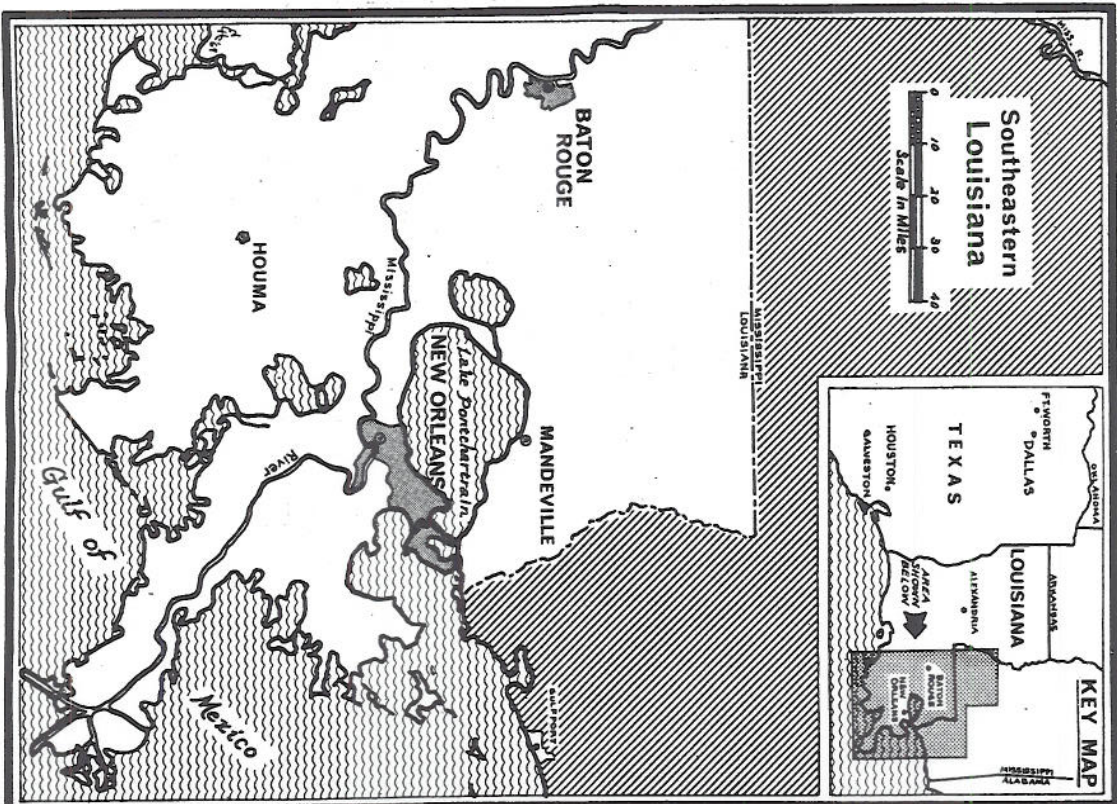 Southeastern
Louisiana
0 10 20 30 40
Scale In Miles
MISS. R.
KEY MAP
OKLAHOMA
ARKANSAS
FT. WORTH
DALLAS
TEXAS
LOUISIANA
ALEXANDRIA
HOUSTON
GALVESTON
AREA
SHOWN
BELOW
BATON
ROUGE
NEW
ORLEANS
MISSISSIPPI
ALABAMA
MISSISSIPPI
LOUISIANA
BATON
ROUGE
MANDEVILLE
GULFPORT
Lake Pontchartrain
NEW ORLEANS
Mississippi
River
HOUMA
Gulf of
Mexico